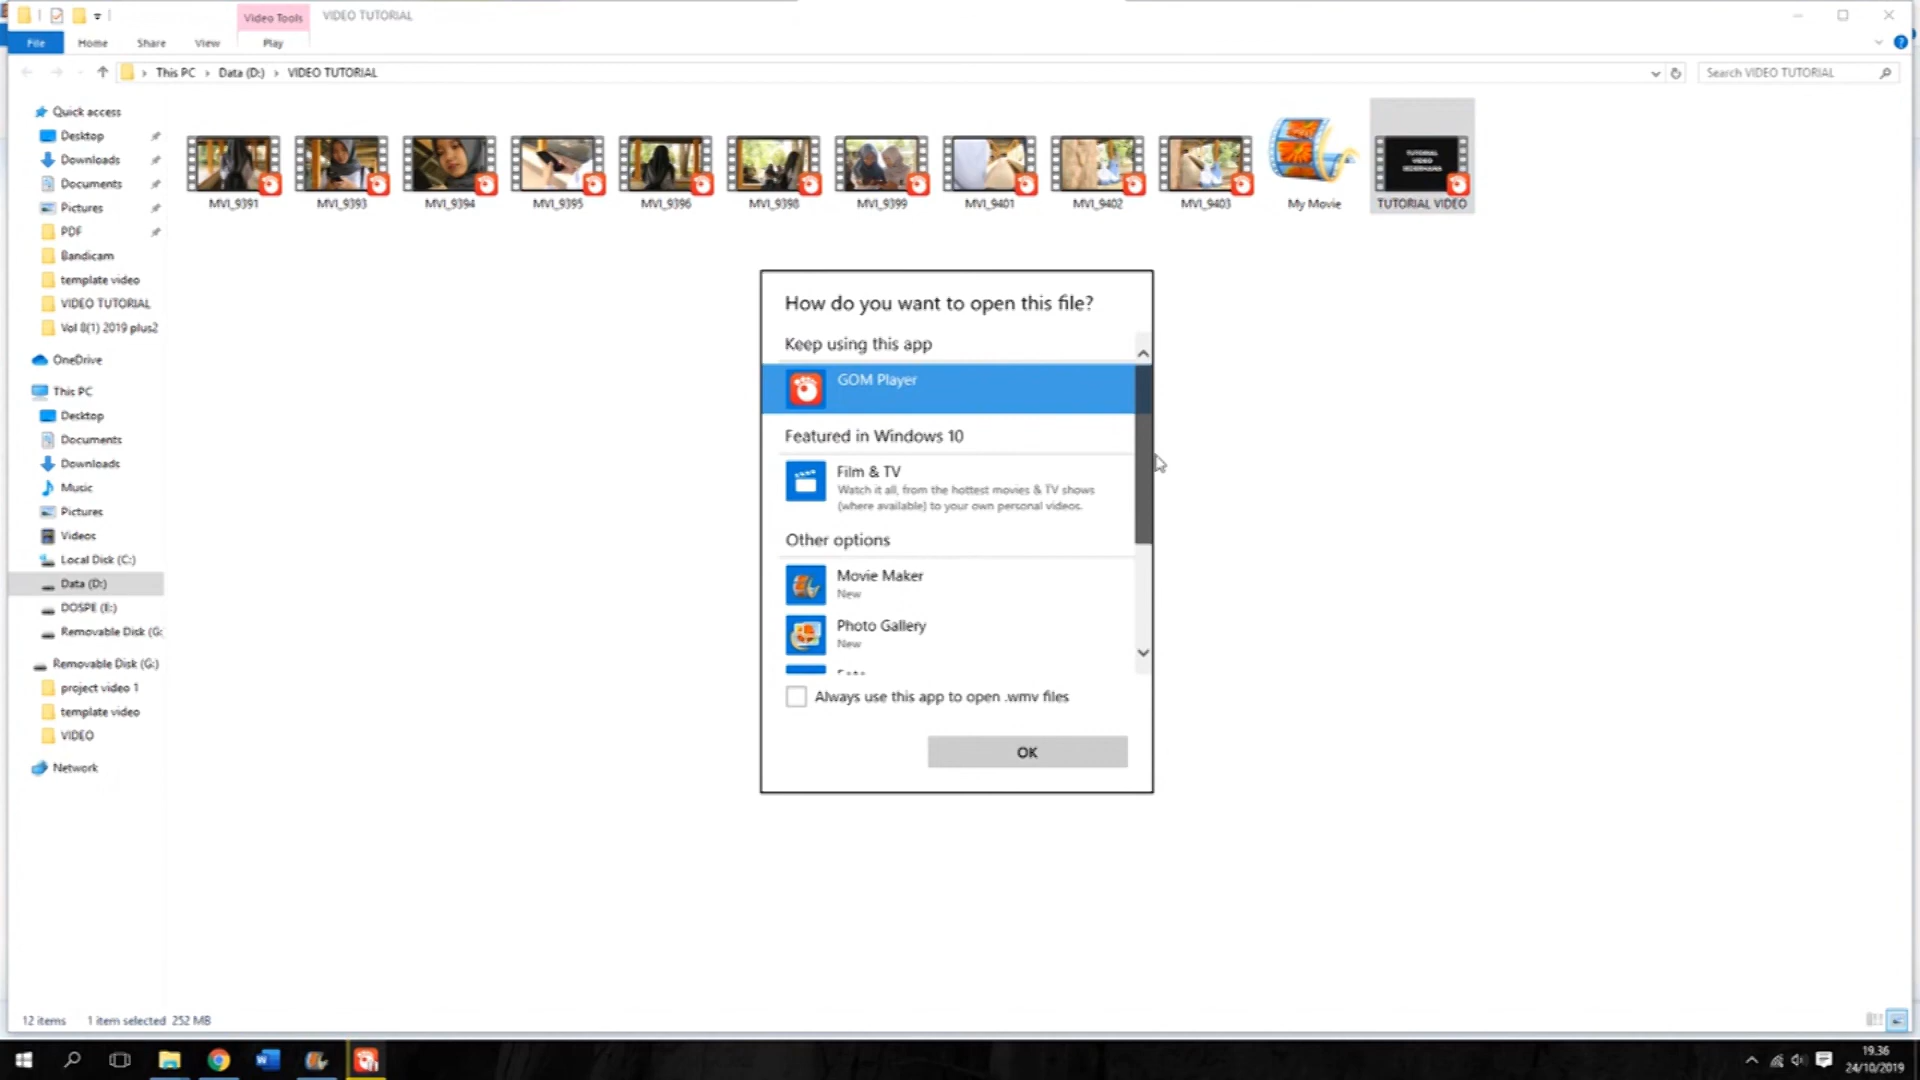 Video Tools
VIDEO TUTORIAL
File
Home
Share
View
Play
This PC
Data (D:)
VIDEO TUTORIAL
Search VIDEO TUTORIAL
Quick access
Desktop
Downloads
Documents
Pictures
PDF
Bandicam
template video
VIDEO TUTORIAL
Vol 8(1) 2019 plus2
OneDrive
This PC
Desktop
Documents
Downloads
Music
Pictures
Videos
Local Disk (C:)
Data (D:)
DOSPE (E:)
Removable Disk (G:
Removable Disk (G:)
project video 1
template video
VIDEO
Network
MVI_9391
MVI_9393
MVI_9394
MVI_9395
MVI_9396
MVI_9398
MVI_9399
MVI_9401
MVI_9402
MVI_9403
My Movie
TUTORIAL
VIDEO
SEDERHANA
TUTORIAL VIDEO
How do you want to open this file?
Keep using this app
GOM Player
Featured in Windows 10
Film & TV
Watch it all, from the hottest movies & TV shows
(where available) to your own personal videos.
Other options
Movie Maker
New
Photo Gallery
New
Always use this app to open .wmv files
OK
12 items
1 item selected 252 MB
19.36
24/10/2019